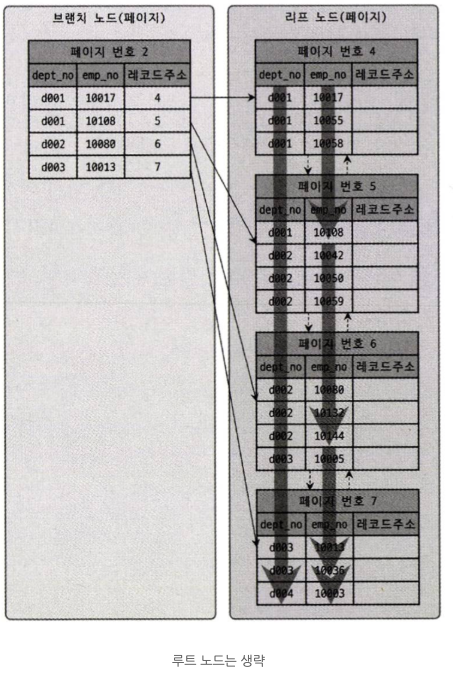 브랜치 노드(페이지)
페이지 번호 2
dept_no emp_no 레코드주소
d001 10017 4
d001 10108 5
d002 10080 6
d003 10013 7
리프 노드(페이지)
페이지 번호 4
dept_no emp_no 레코드주소
d001 10017
d001 10055
d001 10058
페이지 번호 5
dept_no emp_no 레코드주소
d001 10108
d002 10042
d002 10050
d002 10059
페이지 번호 6
dept_no emp_no 레코드주소
d002 10080
d002 10132
d002 10144
d003 10005
페이지 번호 7
dept_no emp_no 레코드주소
d003 10013
d003 10036
d004 10003
루트 노드는 생략